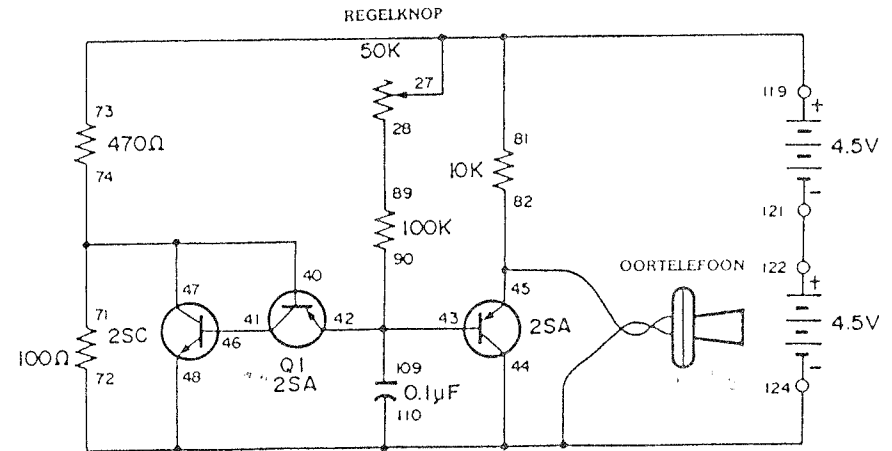 REGELKNOP
50K
27
28
119
+
4.5V
-
121
73
470Ω
74
81
10K
82
89
100K
90
OORTELEFOON
122
+
4.5V
-
124
40
47
41
42
43
45
2SA
44
71
100Ω
72
2SC
46
48
Q1
2SA
109
0.1µF
110